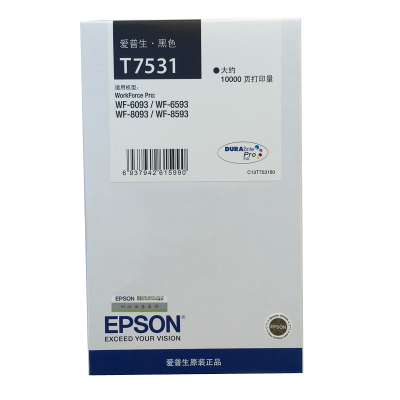 爱普生·黑色
T7531
大约
10000 页打印量
适用机型:
WorkForce Pro:
WF-6093 / WF-6593
WF-8093 / WF-8593
DURABrite
Pro
Ink
6 937942 615990
EPSON
EPSON®
EXCEED YOUR VISION
爱普生原装正品